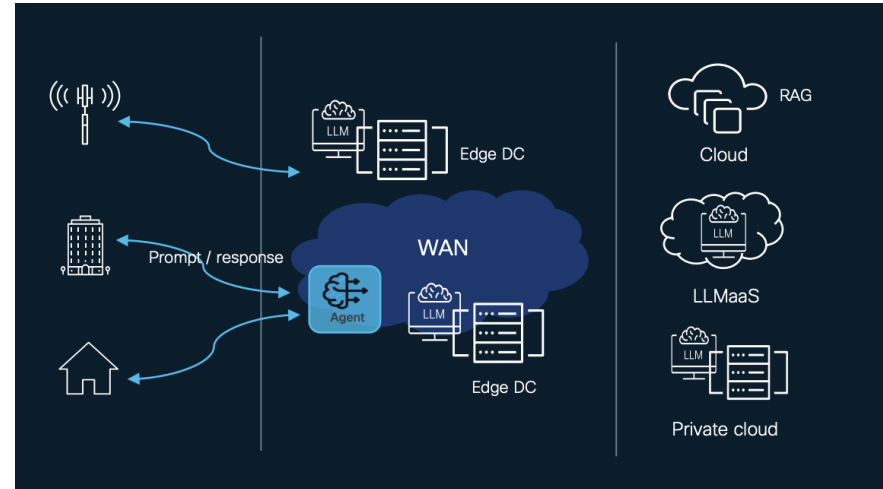 LLM
Edge DC
Prompt / response
WAN
Agent
LLM
Edge DC
RAG
Cloud
LLM
LLMaaS
LLM
Private cloud